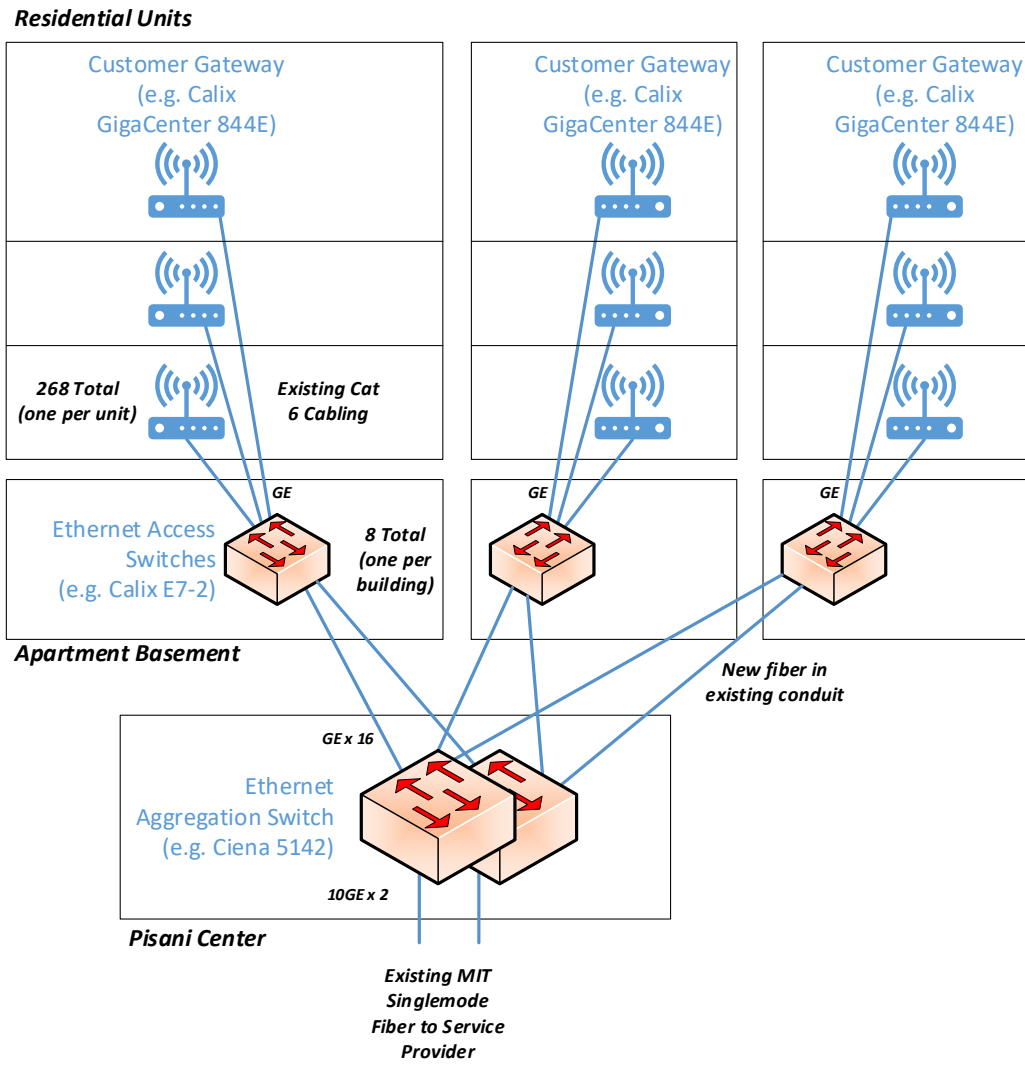 Residential Units
Customer Gateway
(e.g. Calix
GigaCenter 844E)
Customer Gateway
(e.g. Calix
GigaCenter 844E)
Customer Gateway
(e.g. Calix
GigaCenter 844E)
268 Total
(one per unit)
Existing Cat
6 Cabling
GE
GE
GE
Ethernet Access
Switches
(e.g. Calix E7-2)
8 Total
(one per
building)
Apartment Basement
New fiber in
existing conduit
GE x 16
Ethernet
Aggregation Switch
(e.g. Ciena 5142)
10GE x 2
Pisani Center
Existing MIT
Singlemode
Fiber to Service
Provider